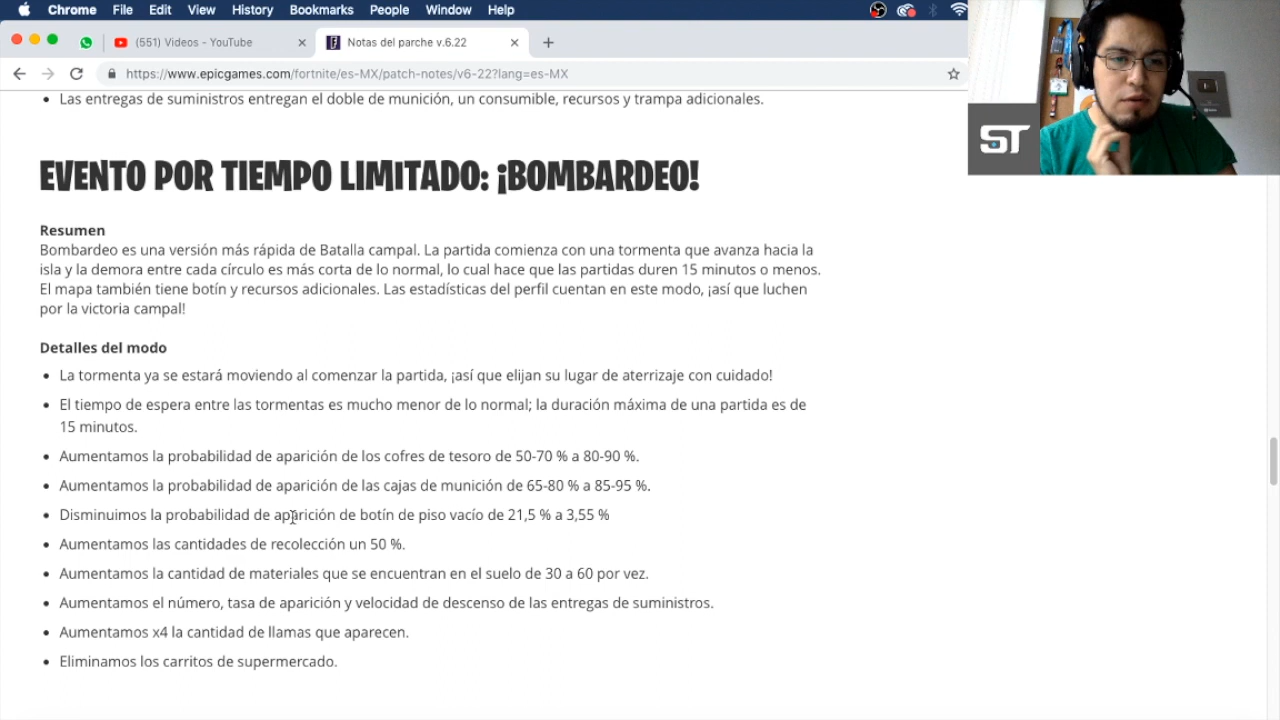 Chrome File Edit View History Bookmarks People Window Help
(551) Videos - YouTube
Notas del parche v.6.22
https://www.epicgames.com/fortnite/es-MX/patch-notes/v6-22?lang=es-MX
• Las entregas de suministros entregan el doble de munición, un consumible, recursos y trampa adicionales.
ST
EVENTO POR TIEMPO LIMITADO: ¡BOMBARDEO!
Resumen
Bombardeo es una versión más rápida de Batalla campal. La partida comienza con una tormenta que avanza hacia la
isla y la demora entre cada círculo es más corta de lo normal, lo cual hace que las partidas duren 15 minutos o menos.
El mapa también tiene botín y recursos adicionales. Las estadísticas del perfil cuentan en este modo, ¡así que luchen
por la victoria campal!
Detalles del modo
• La tormenta ya se estará moviendo al comenzar la partida, ¡así que elijan su lugar de aterrizaje con cuidado!
• El tiempo de espera entre las tormentas es mucho menor de lo normal; la duración máxima de una partida es de
15 minutos.
• Aumentamos la probabilidad de aparición de los cofres de tesoro de 50-70 % a 80-90 %.
• Aumentamos la probabilidad de aparición de las cajas de munición de 65-80 % a 85-95 %.
• Disminuimos la probabilidad de aparición de botín de piso vacío de 21,5 % a 3,55 %
• Aumentamos las cantidades de recolección un 50 %.
• Aumentamos la cantidad de materiales que se encuentran en el suelo de 30 a 60 por vez.
• Aumentamos el número, tasa de aparición y velocidad de descenso de las entregas de suministros.
• Aumentamos x4 la cantidad de llamas que aparecen.
• Eliminamos los carritos de supermercado.